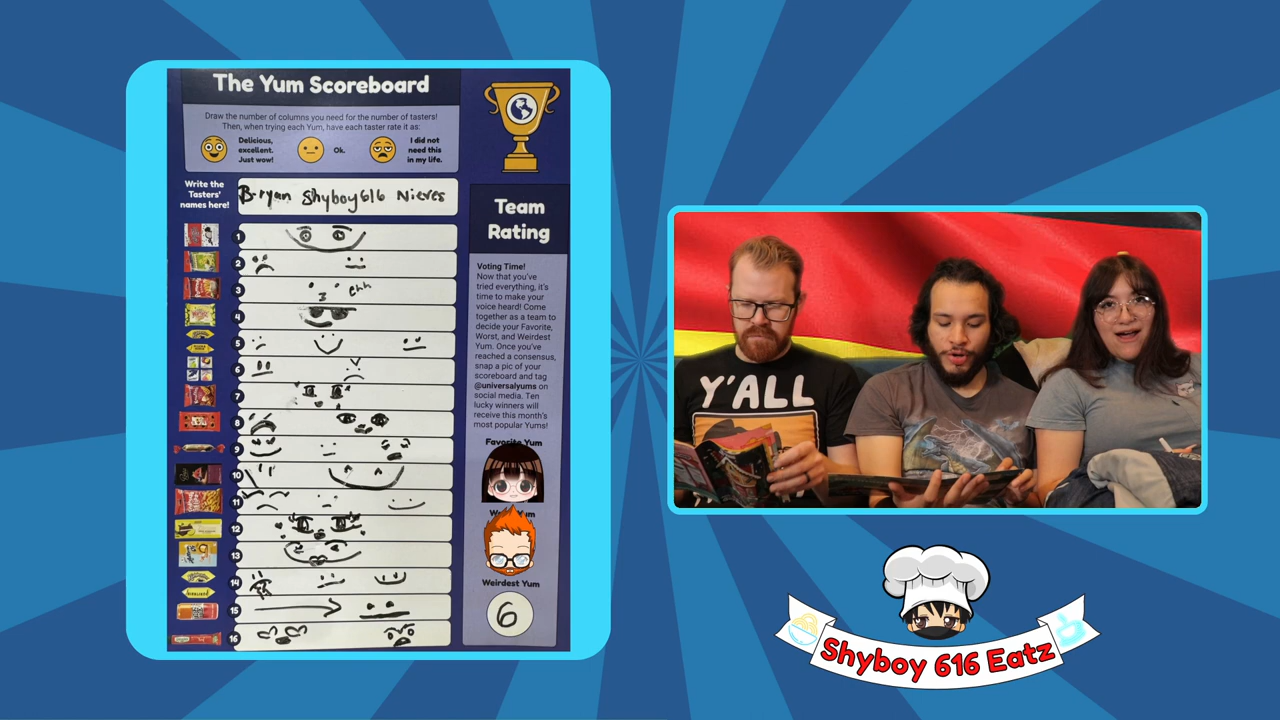 The Yum Scoreboard
Draw the number of columns you need for the number of tasters!
Then, when trying each Yum, have each taster rate it as:
Delicious,
excellent.
Just wow!
Ok.
I did not
need this
in my life.
Write the
Tasters'
names here!
Bryan Shyboy616 Nieves
1
2
3
ehh
4
5
6
7
8
9
10
11
12
13
14
15
16
Team
Rating
Voting Time!
Now that you've
tried everything, it's
time to make your
voice heard! Come
together as a team to
decide your Favorite,
Worst, and Weirdest
Yum. Once you've
reached a consensus,
snap a pic of your
scoreboard and tag
@universalyums on
social media. Ten
lucky winners will
receive this month's
most popular Yums!
Favorite Yum
Weirdest Yum
6
Y'ALL
Shyboy 616 Eatz